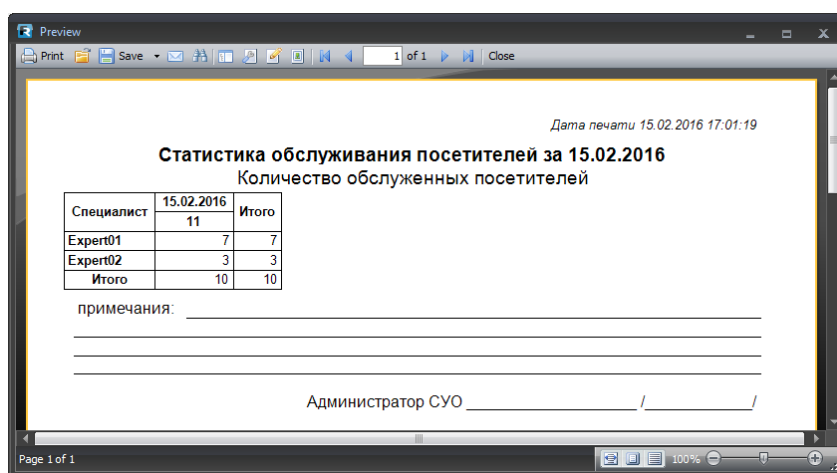 Preview
Print Save 1 of 1 Close
Дата печати 15.02.2016 17:01:19
Статистика обслуживания посетителей за 15.02.2016
Количество обслуженных посетителей
Специалист 15.02.2016 Итого
11
Expert01 7 7
Expert02 3 3
Итого 10 10
примечания:
Администратор СУО / /
Page 1 of 1 100%